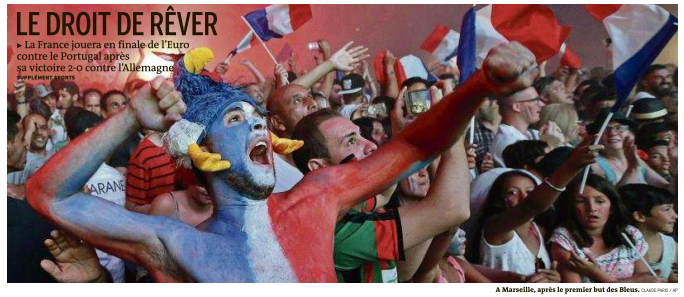 LE DROIT DE RÊVER
▸ La France jouera en finale de l'Euro
contre le Portugal après
sa victoire 2-0 contre l'Allemagne
SUPPLÉMENT SPORTS
ARANE
A Marseille, après le premier but des Bleus. CLAUDE PARIS / AP